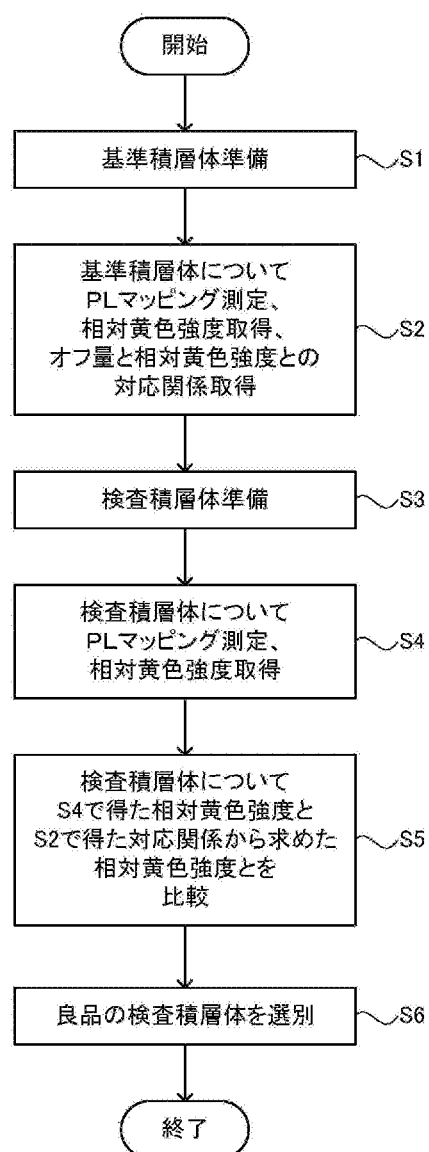 開始
基準積層体準備
S1
基準積層体について
PLマッピング測定、
相対黄色強度取得、
オフ量と相対黄色強度との
対応関係取得
S2
検査積層体準備
S3
検査積層体について
PLマッピング測定、
相対黄色強度取得
S4
検査積層体について
S4で得た相対黄色強度と
S2で得た対応関係から求めた
相対黄色強度とを
比較
S5
良品の検査積層体を選別
S6
終了